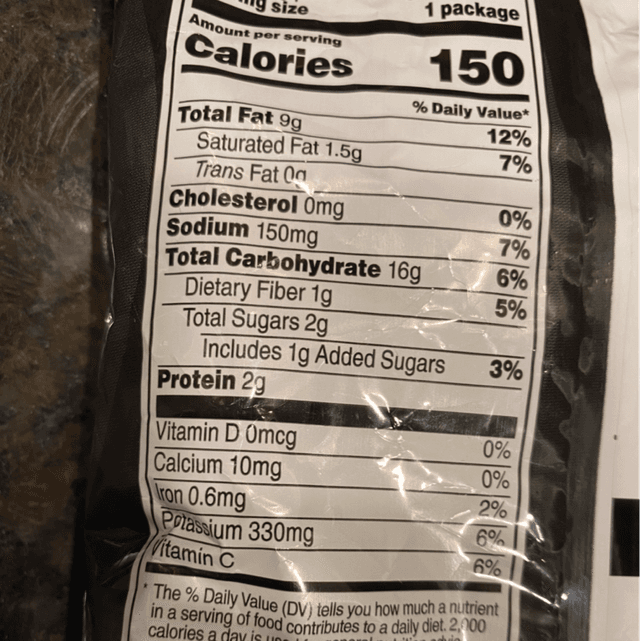 size 1 package
Amount per serving
Calories 150
% Daily Value*
Total Fat 9g 12%
Saturated Fat 1.5g 7%
Trans Fat 0g
Cholesterol 0mg 0%
Sodium 150mg 7%
Total Carbohydrate 16g 6%
Dietary Fiber 1g 5%
Total Sugars 2g
Includes 1g Added Sugars 3%
Protein 2g
Vitamin D 0mcg 0%
Calcium 10mg 0%
Iron 0.6mg 2%
Potassium 330mg 6%
Vitamin C 6%
* The % Daily Value (DV) tells you how much a nutrient
in a serving of food contributes to a daily diet. 2,000
calories a day is